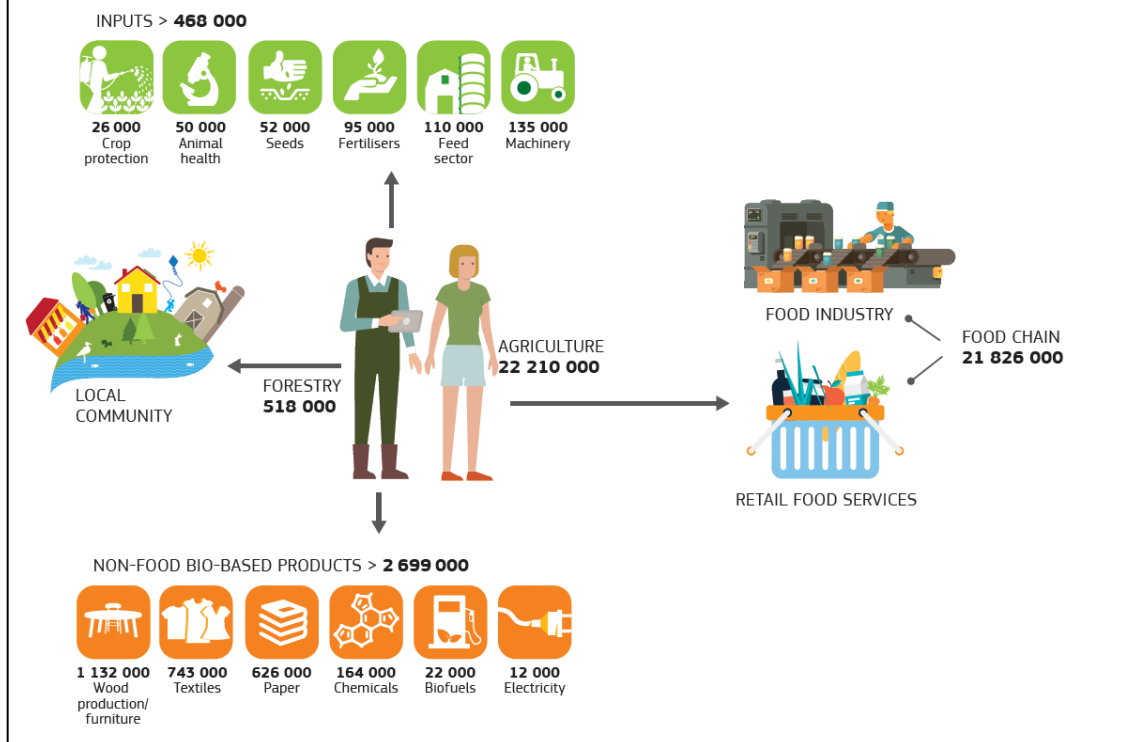 INPUTS > 468 000
26 000
Crop
protection
50 000
Animal
health
52 000
Seeds
95 000
Fertilisers
110 000
Feed
sector
135 000
Machinery
LOCAL
COMMUNITY
FORESTRY
518 000
AGRICULTURE
22 210 000
FOOD INDUSTRY
FOOD CHAIN
21 826 000
RETAIL FOOD SERVICES
NON-FOOD BIO-BASED PRODUCTS > 2 699 000
1 132 000
Wood
production/
furniture
743 000
Textiles
626 000
Paper
164 000
Chemicals
22 000
Biofuels
12 000
Electricity